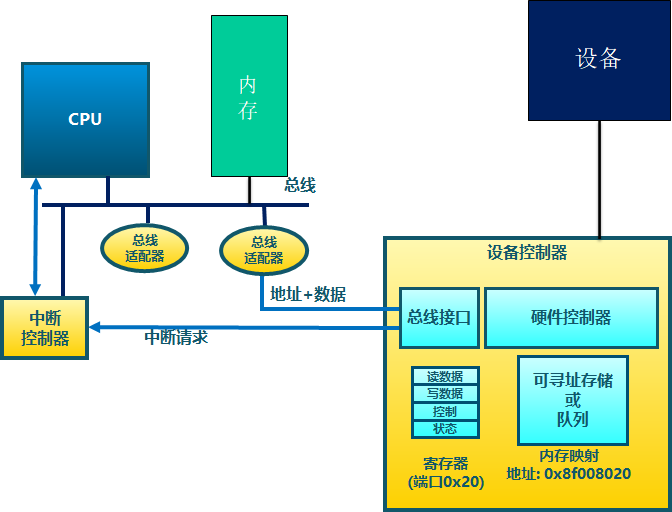 设备
内
存
CPU
总线
总线
适配器
总线
适配器
设备控制器
地址+数据
总线接口
硬件控制器
中断
控制器
中断请求
读数据
写数据
控制
状态
可寻址存储
或
队列
寄存器
(端口0x20)
内存映射
地址: 0x8f008020